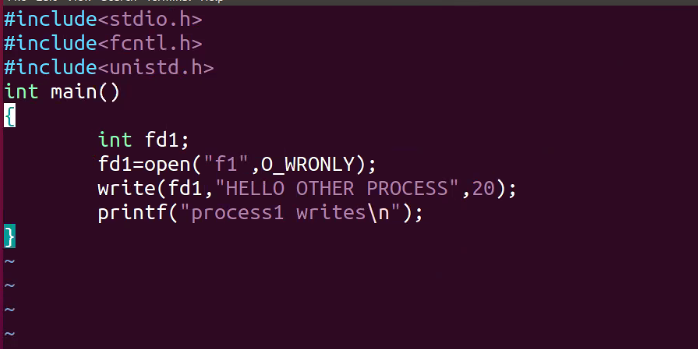 #include<stdio.h>
#include<fcntl.h>
#include<unistd.h>
int main()
{
        int fd1;
        fd1=open("f1",O_WRONLY);
        write(fd1,"HELLO OTHER PROCESS",20);
        printf("process1 writes\n");
}
~
~
~
~